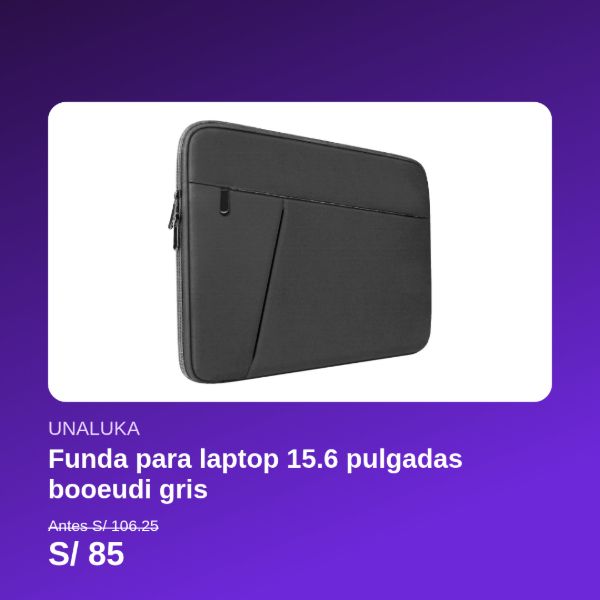 UNALUKA
Funda para laptop 15.6 pulgadas
booeudi gris
Antes S/ 106.25
S/ 85